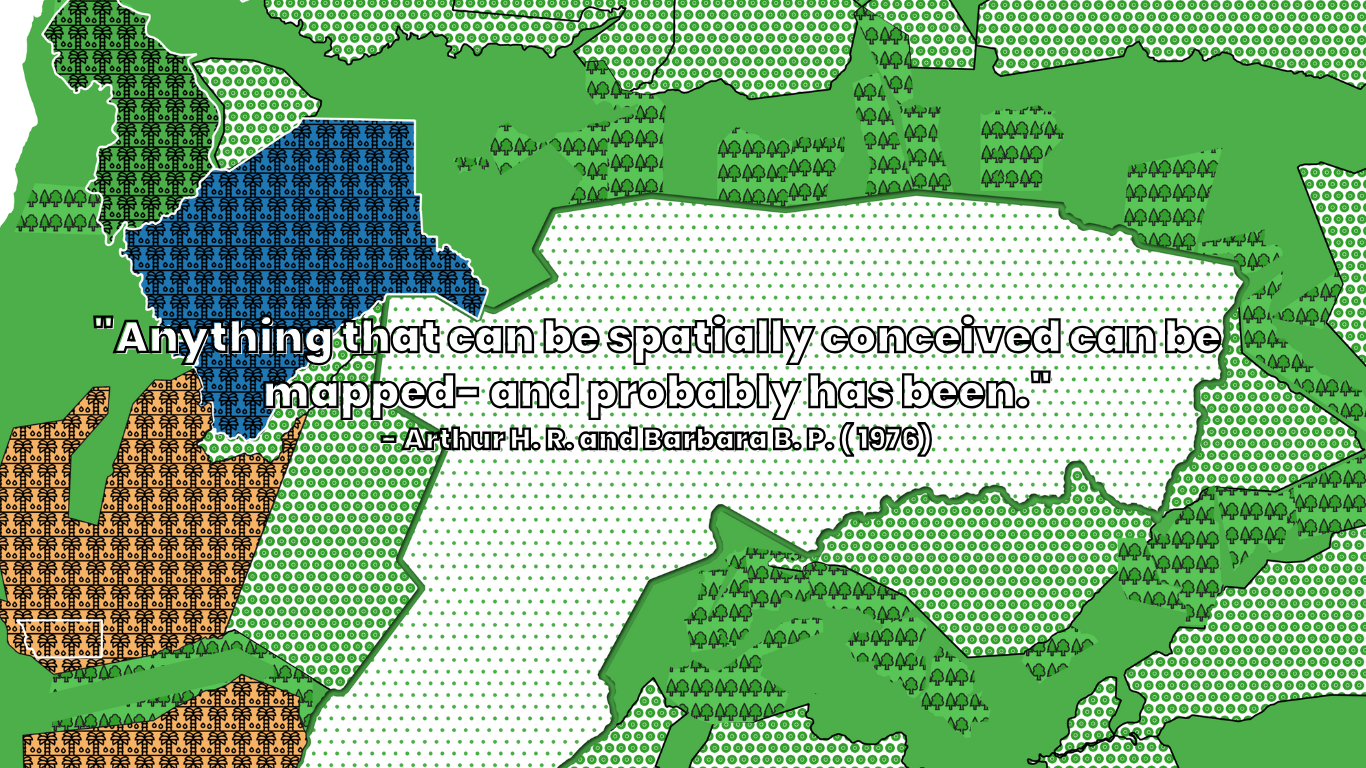 "Anything that can be spatially conceived can be
mapped- and probably has been."
- Arthur H. R. and Barbara B. P. (1976)